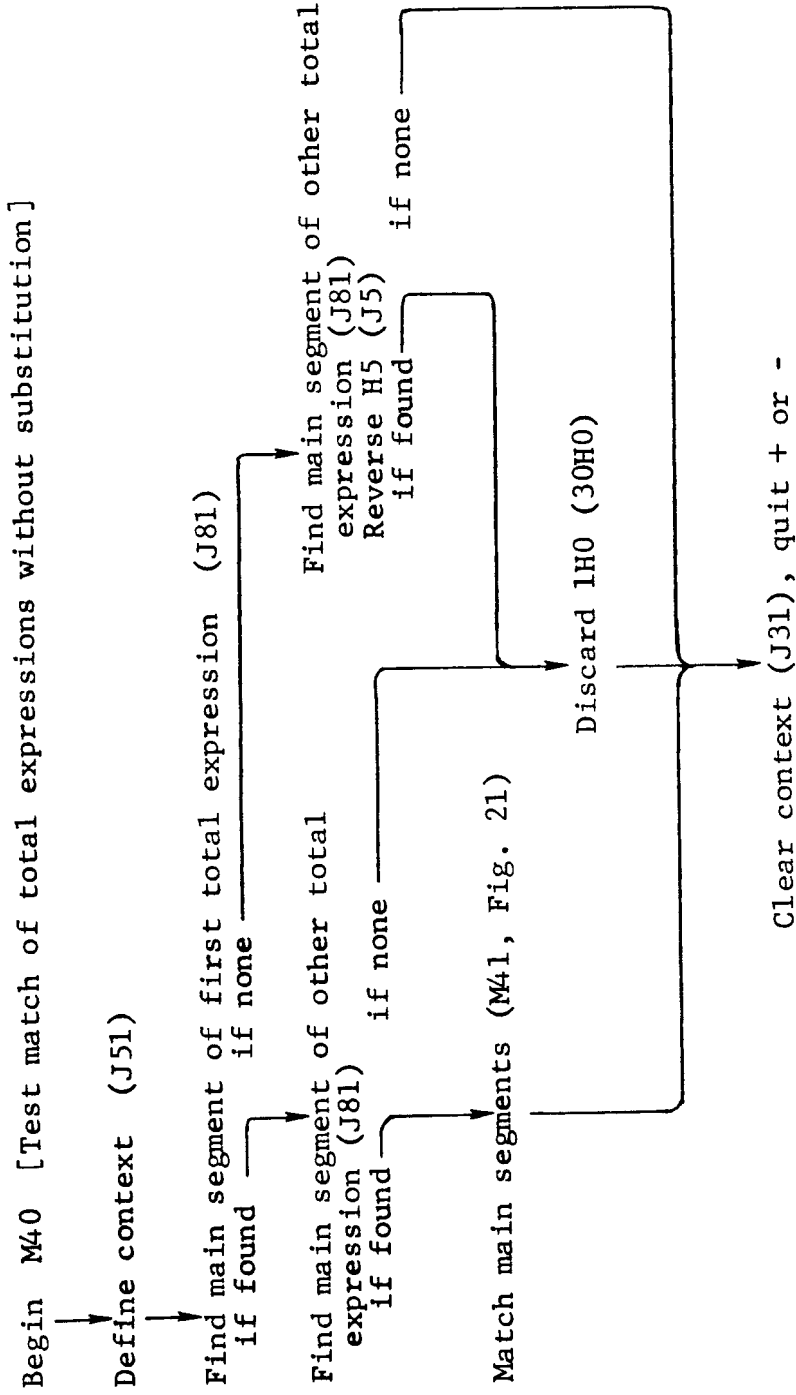 Begin M40 [Test match of total expressions without substitution]
Define context (J51)
Find main segment of first total expression (J81)
if found
if none
Find main segment of other total
expression (J81)
if found
if none
Find main segment of other total
expression (J81)
Reverse H5 (J5)
if found
if none
Match main segments (M41, Fig. 21)
Discard 1H0 (30H0)
Clear context (J31), quit + or -